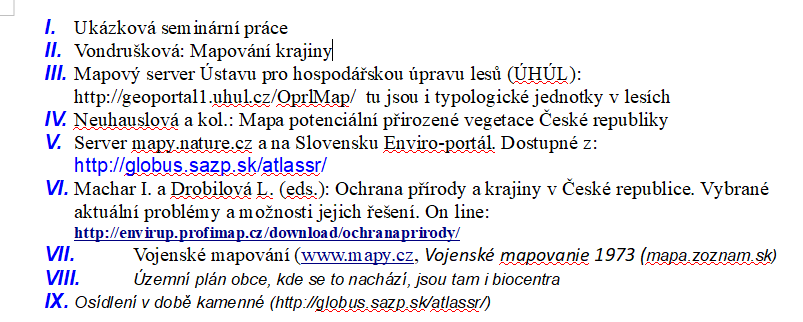 I. Ukázková seminární práce
II. Vondrušková: Mapování krajiny
III. Mapový server Ústavu pro hospodářskou úpravu lesů (ÚHÚL):
http://geoportal1.uhul.cz/OprlMap/ tu jsou i typologické jednotky v lesích
IV. Neuhauslová a kol.: Mapa potenciální přirozené vegetace České republiky
V. Server mapy.nature.cz a na Slovensku Enviro-portál. Dostupné z:
http://globus.sazp.sk/atlassr/
VI. Machar I. a Drobilová L. (eds.): Ochrana přírody a krajiny v České republice. Vybrané
aktuální problémy a možnosti jejich řešení. On line:
http://envirup.profimap.cz/download/ochranaprirody/
VII. Vojenské mapování (www.mapy.cz, Vojenské mapovanie 1973 (mapa.zoznam.sk)
VIII. Územní plán obce, kde se to nachází, jsou tam i biocentra
IX. Osídlení v době kamenné (http://globus.sazp.sk/atlassr/)